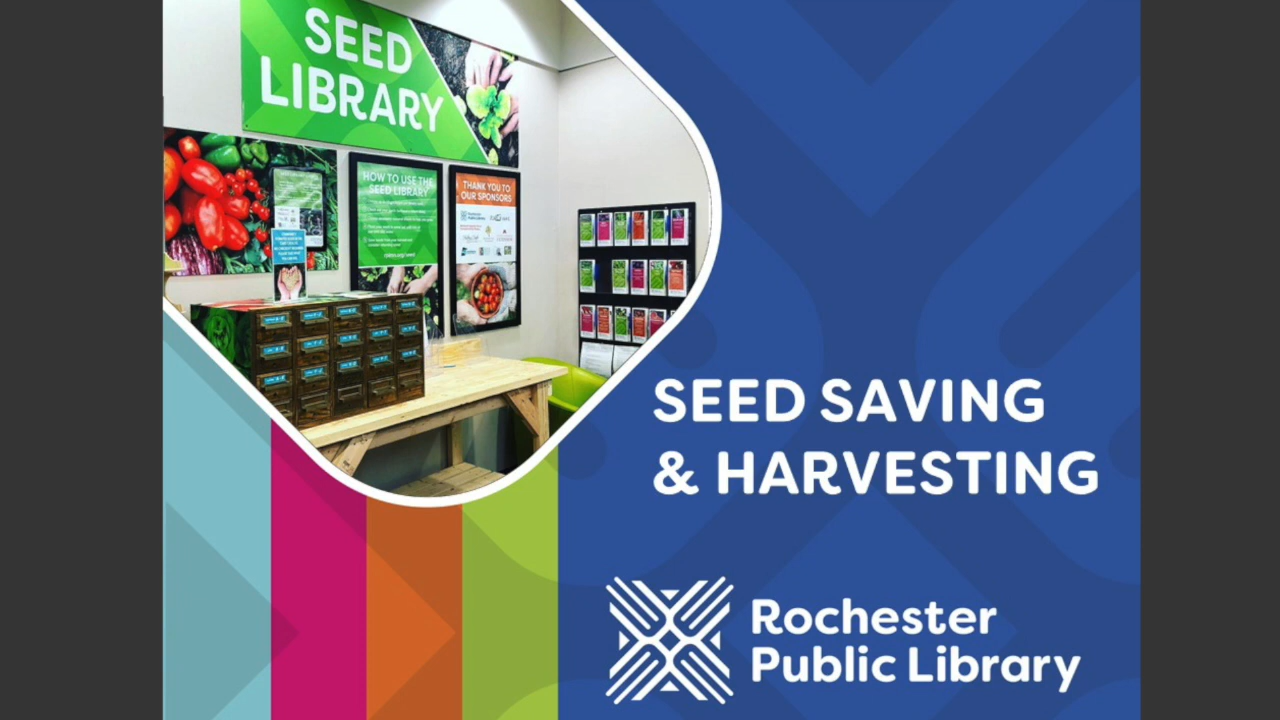 SEED
LIBRARY
HOW TO USE THE
SEED LIBRARY
THANK YOU TO
OUR SPONSORS
SEED SAVING
& HARVESTING
Rochester
Public Library